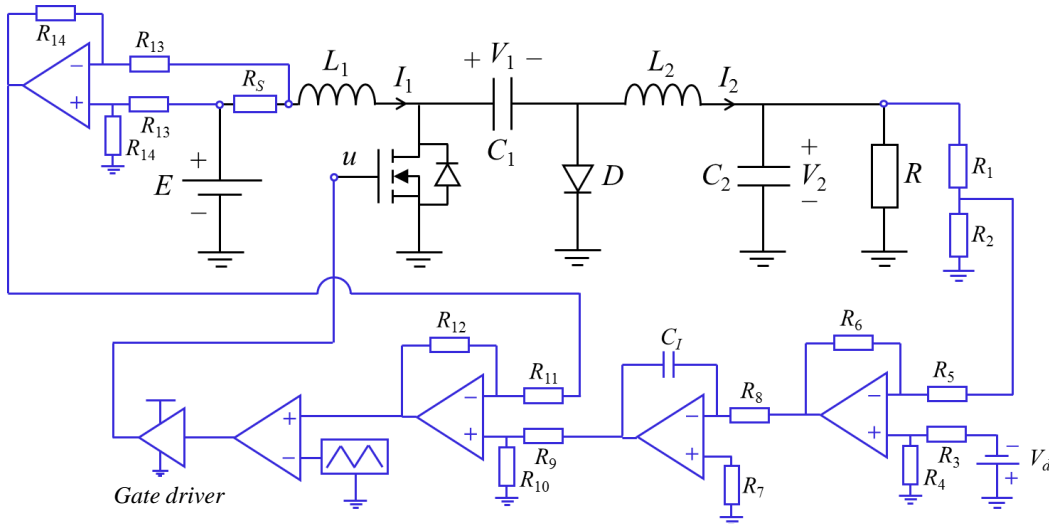 R14
R13
RS
L1
I1
+ V1 −
L2
I2
−
+
R13
R14
C1
+
E
−
u
D
C2
+
V2
−
R
R1
R2
R12
R11
CI
R6
R5
R8
−
+
−
+
−
+
+
−
R9
R10
R7
R3
R4
−
Vd
+
Gate driver